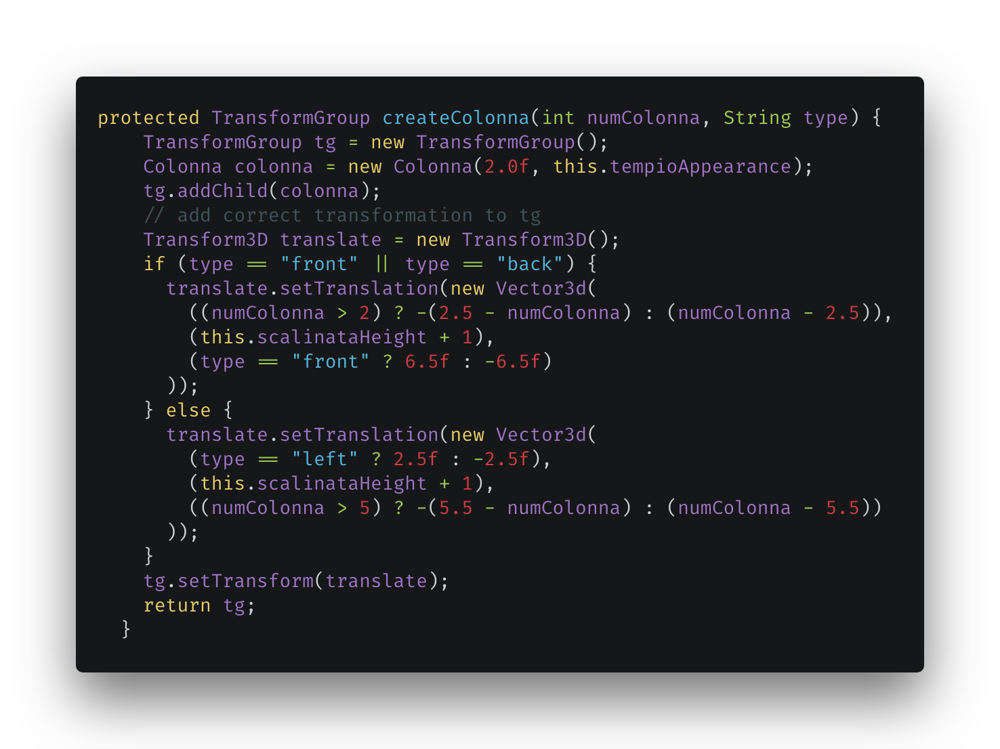 protected TransformGroup createColonna(int numColonna, String type) {
    TransformGroup tg = new TransformGroup();
    Colonna colonna = new Colonna(2.0f, this.tempioAppearance);
    tg.addChild(colonna);
    // add correct transformation to tg
    Transform3D translate = new Transform3D();
    if (type == "front" || type == "back") {
      translate.setTranslation(new Vector3d(
        ((numColonna > 2) ? -(2.5 - numColonna) : (numColonna - 2.5)),
        (this.scalinataHeight + 1),
        (type == "front" ? 6.5f : -6.5f)
      ));
    } else {
      translate.setTranslation(new Vector3d(
        (type == "left" ? 2.5f : -2.5f),
        (this.scalinataHeight + 1),
        ((numColonna > 5) ? -(5.5 - numColonna) : (numColonna - 5.5))
      ));
    }
    tg.setTransform(translate);
    return tg;
  }